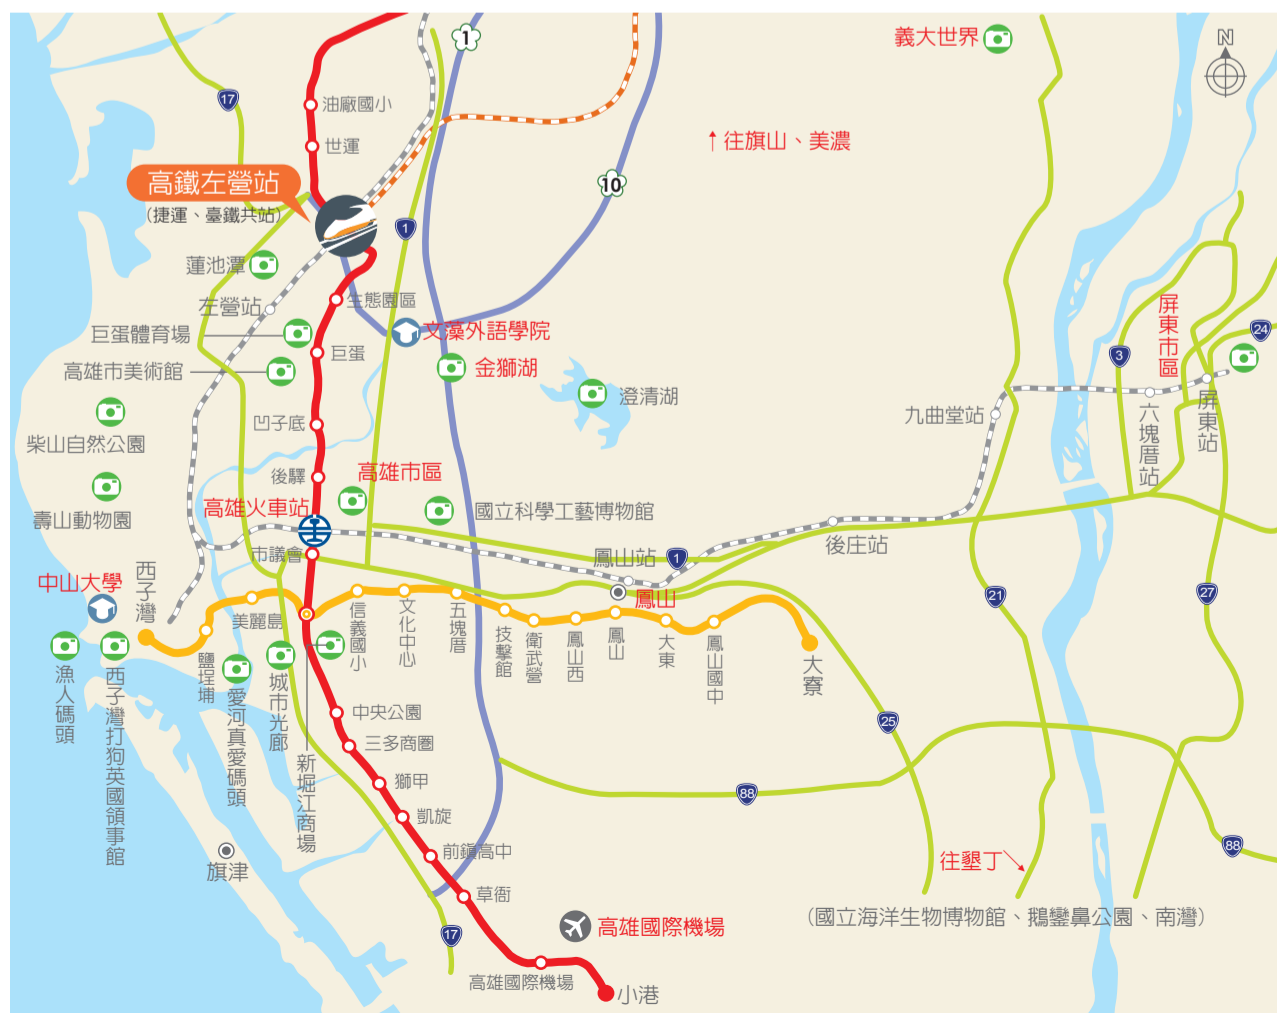 1
義大世界
N
17
油廠國小
世運
↑往旗山、美濃
10
高鐵左營站
(捷運、臺鐵共站)
1
蓮池潭
左營站
生態園區
屏東市區
24
巨蛋體育場
文藻外語學院
3
巨蛋
金獅湖
高雄市美術館
澄清湖
屏東站
六塊厝站
九曲堂站
柴山自然公園
凹子底
後驛
高雄市區
壽山動物園
高雄火車站
國立科學工藝博物館
後庄站
市議會
鳳山站
1
中山大學
西子灣
鳳山
21
27
美麗島
信義國小
文化中心
五塊厝
技擊館
衛武營
鳳山西
鳳山
大東
鳳山國中
大寮
鹽埕埔
漁人碼頭
西子灣打狗英國領事館
愛河真愛碼頭
城市光廊
中央公園
25
三多商圈
新堀江商場
獅甲
88
凱旋
88
前鎮高中
旗津
往墾丁
草衙
(國立海洋生物博物館、鵝鑾鼻公園、南灣)
高雄國際機場
17
高雄國際機場
小港